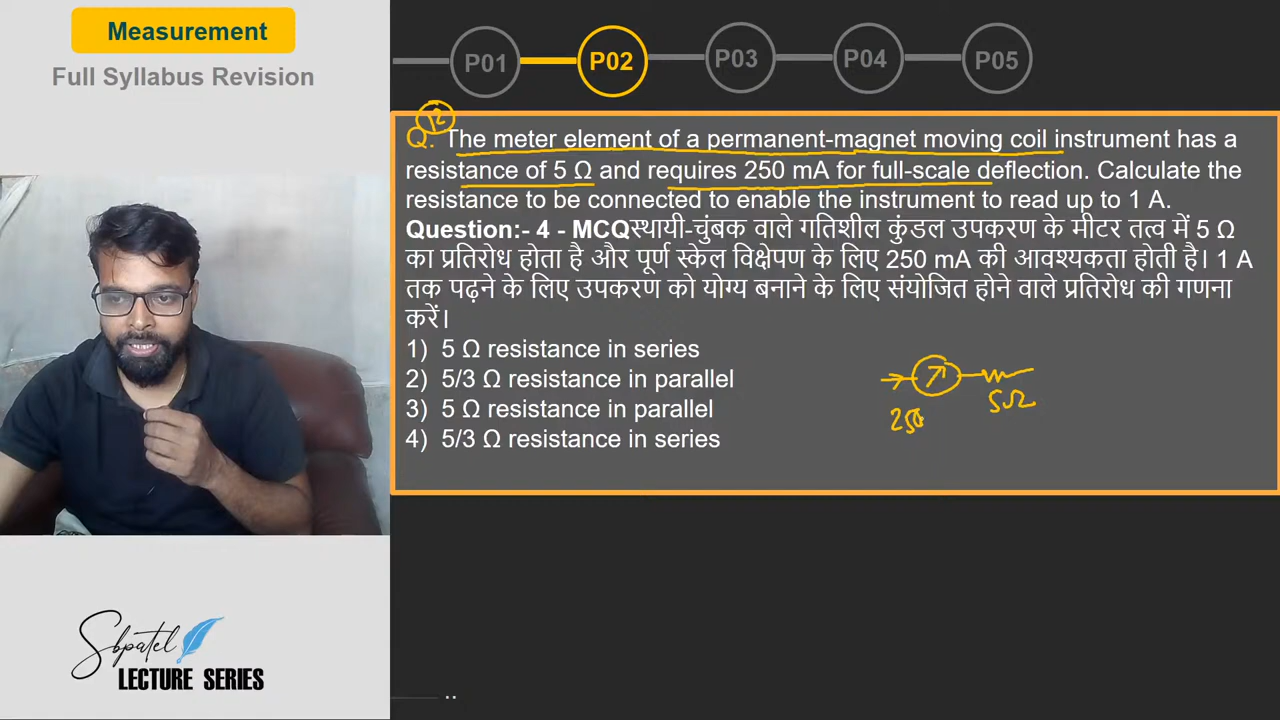 Measurement
Full Syllabus Revision
P01
P02
P03
P04
P05
12
Q. The meter element of a permanent-magnet moving coil instrument has a
resistance of 5 Ω and requires 250 mA for full-scale deflection. Calculate the
resistance to be connected to enable the instrument to read up to 1 A.
Question:- 4 - MCQस्थायी-चुंबक वाले गतिशील कुंडल उपकरण के मीटर तत्व में 5 Ω
का प्रतिरोध होता है और पूर्ण स्केल विक्षेपण के लिए 250 mA की आवश्यकता होती है। 1 A
तक पढ़ने के लिए उपकरण को योग्य बनाने के लिए संयोजित होने वाले प्रतिरोध की गणना
करें।
1) 5 Ω resistance in series
2) 5/3 Ω resistance in parallel
3) 5 Ω resistance in parallel
4) 5/3 Ω resistance in series
5Ω
250
Sbpatel
LECTURE SERIES